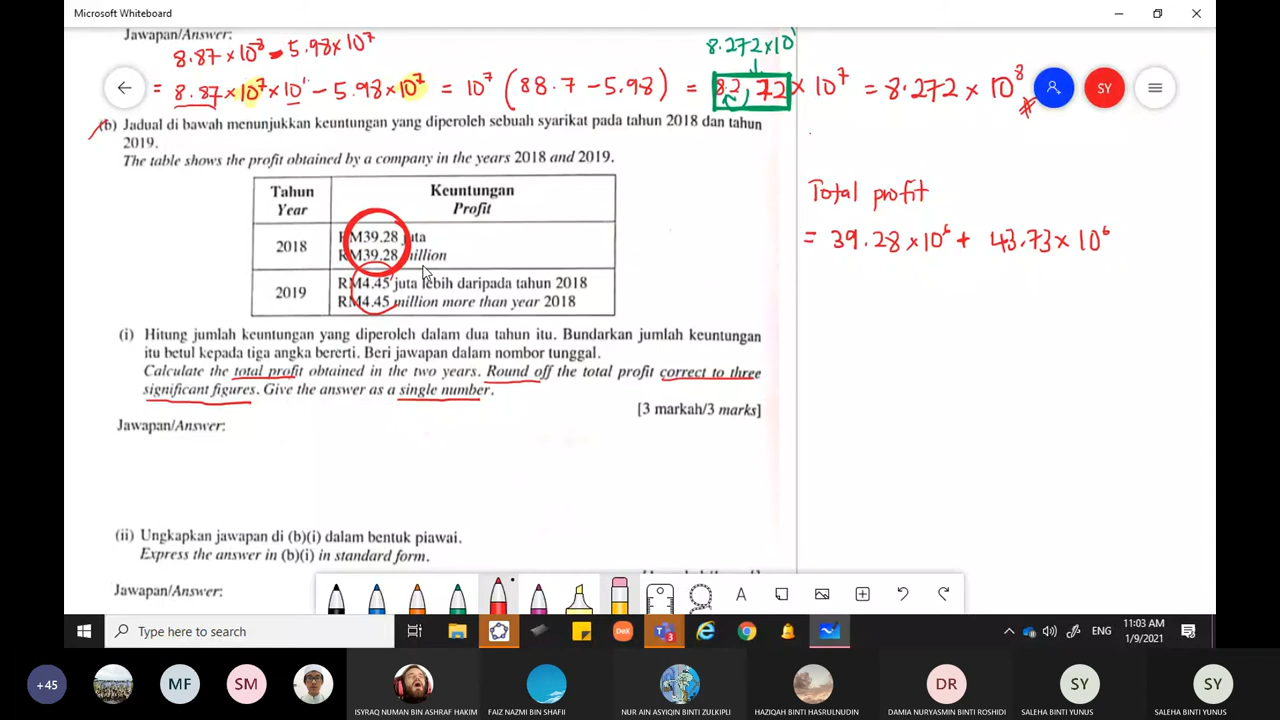 Microsoft Whiteboard
Jawapan/Answer:
8.87 × 10⁸ - 5.98 × 10⁷
8.272 × 10¹
= 8.87 × 10⁷ × 10¹ - 5.98 × 10⁷ = 10⁷ (88.7 - 5.98) = 8.2 72 × 10⁷ = 8.272 × 10⁸
SY
(b) Jadual di bawah menunjukkan keuntungan yang diperoleh sebuah syarikat pada tahun 2018 dan tahun
2019.
The table shows the profit obtained by a company in the years 2018 and 2019.
Tahun Keuntungan
Year Profit
2018
RM39.28 juta
RM39.28 million
2019
RM4.45 juta lebih daripada tahun 2018
RM4.45 million more than year 2018
Total profit
= 39.28 × 10⁶ + 43.73 × 10⁶
(i) Hitung jumlah keuntungan yang diperoleh dalam dua tahun itu. Bundarkan jumlah keuntungan
itu betul kepada tiga angka bererti. Beri jawapan dalam nombor tunggal.
Calculate the total profit obtained in the two years. Round off the total profit correct to three
significant figures. Give the answer as a single number.
[3 markah/3 marks]
Jawapan/Answer:
(ii) Ungkapkan jawapan di (b)(i) dalam bentuk piawai.
Express the answer in (b)(i) in standard form.
Jawapan/Answer:
A
Type here to search
DeX
3
ENG
11:03 AM
1/9/2021
+45
MF
SM
DR
SY
SY
ISYRAQ NUMAN BIN ASHRAF HAKIM
FAIZ NAZMI BIN SHAFII
NUR AIN ASYIQIN BINTI ZULKIPLI
HAZIQAH BINTI HASRULNUDIN
DAMIA NURYASMIN BINTI ROSHIDI
SALEHA BINTI YUNUS
SALEHA BINTI YUNUS